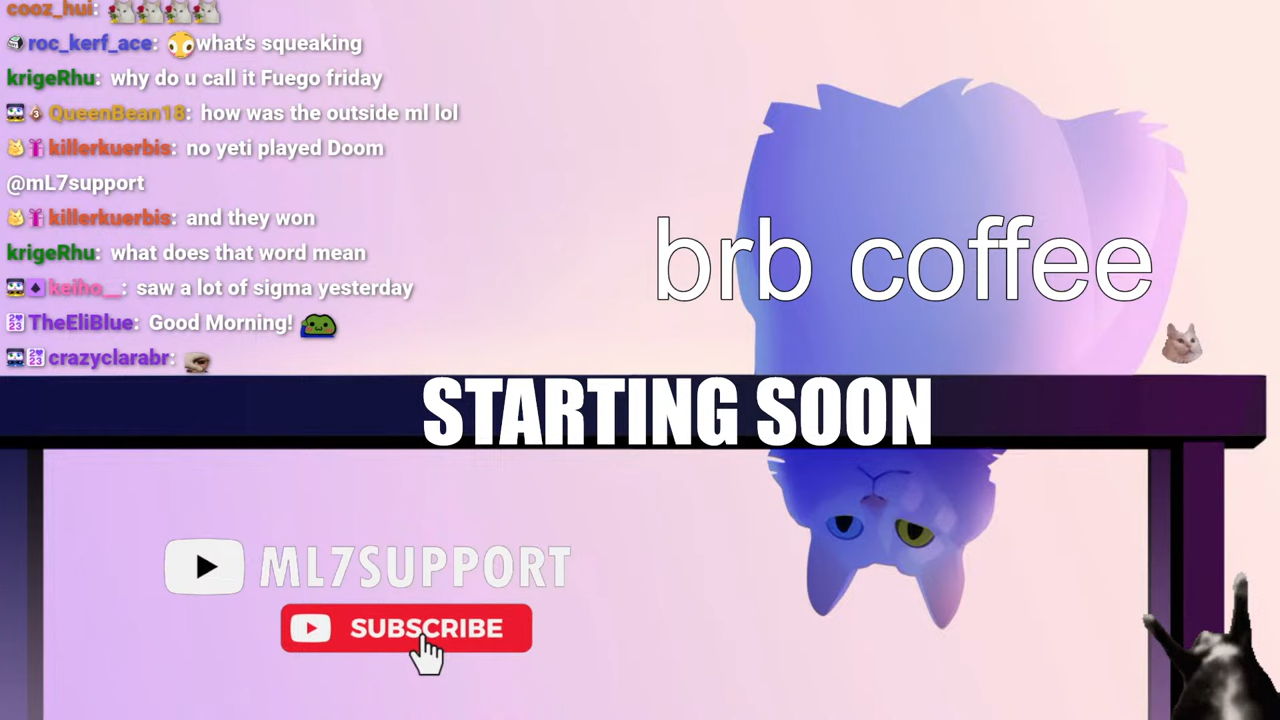 cooz_hui:
roc_kerf_ace: what's squeaking
krigeRhu: why do u call it Fuego friday
QueenBean18: how was the outside ml lol
killerkuerbis: no yeti played Doom
@mL7support
killerkuerbis: and they won
krigeRhu: what does that word mean
keiho__: saw a lot of sigma yesterday
TheEliBlue: Good Morning!
crazyclarabr:
brb coffee
STARTING SOON
ML7SUPPORT
SUBSCRIBE